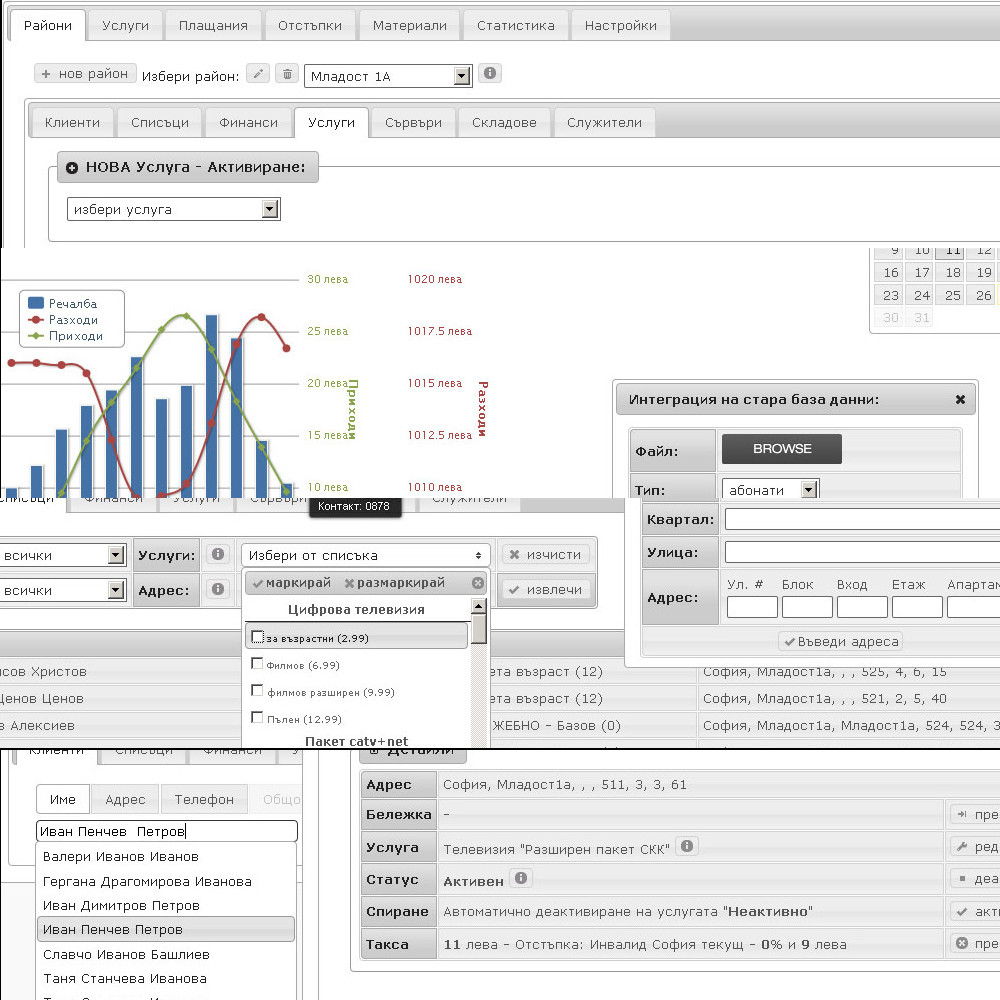 Райони Услуги Плащания Отстъпки Материали Статистика Настройки
+ нов район Избери район: Младост 1А
Клиенти Списъци Финанси Услуги Сървъри Складове Служители
НОВА Услуга - Активиране:
избери услуга
9 10 11 12
16 17 18 19
23 24 25 26
30 31
30 лева 1020 лева
Речалба
Разходи
Приходи
25 лева 1017.5 лева
20 лева 1015 лева
Приходи
Разходи
15 лева 1012.5 лева
10 лева 1010 лева
Интеграция на стара база данни:
Файл: BROWSE
Тип: абонати
Списъци Финанси Услуги Сървъри Служители
Контакт: 0878
всички Услуги: Избери от списъка изчисти
всички Адрес: извлечи
маркирай размаркирай
Цифрова телевизия
за възрастни (2.99)
Филмов (6.99)
филмов разширен (9.99)
Пълен (12.99)
Пакет catv+net
Квартал:
Улица:
Адрес: Ул. # Блок Вход Етаж Апартам
Въведи адреса
сов Христов ета възраст (12) София, Младост1а, , , 525, 4, 6, 15
Ценов Ценов ета възраст (12) София, Младост1а, , , 521, 2, 5, 40
в Алексиев ЖЕБНО - Базов (0) София, Младост1а, Младост1а, 524, 524, 3
Клиенти Списъци Финанси У
Име Адрес Телефон Общо
Иван Пенчев  Петров
Валери Иванов Иванов
Гергана Драгомирова Иванова
Иван Димитров Петров
Иван Пенчев Петров
Славчо Иванов Башлиев
Таня Станчева Иванова
Детайли
Адрес София, Младост1а, , , 511, 3, 3, 61
Бележка - пре
Услуга Телевизия "Разширен пакет СКК" ред
Статус Активен деа
Спиране Автоматично деактивиране на услугата "Неактивно" акт
Такса 11 лева - Отстъпка: Инвалид София текущ - 0% и 9 лева пре